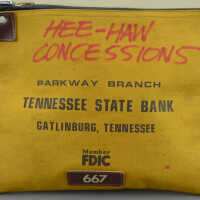 HEE-HAW
CONCESSIONS
PARKWAY BRANCH
TENNESSEE STATE BANK
GATLINBURG, TENNESSEE
Member
FDIC
667